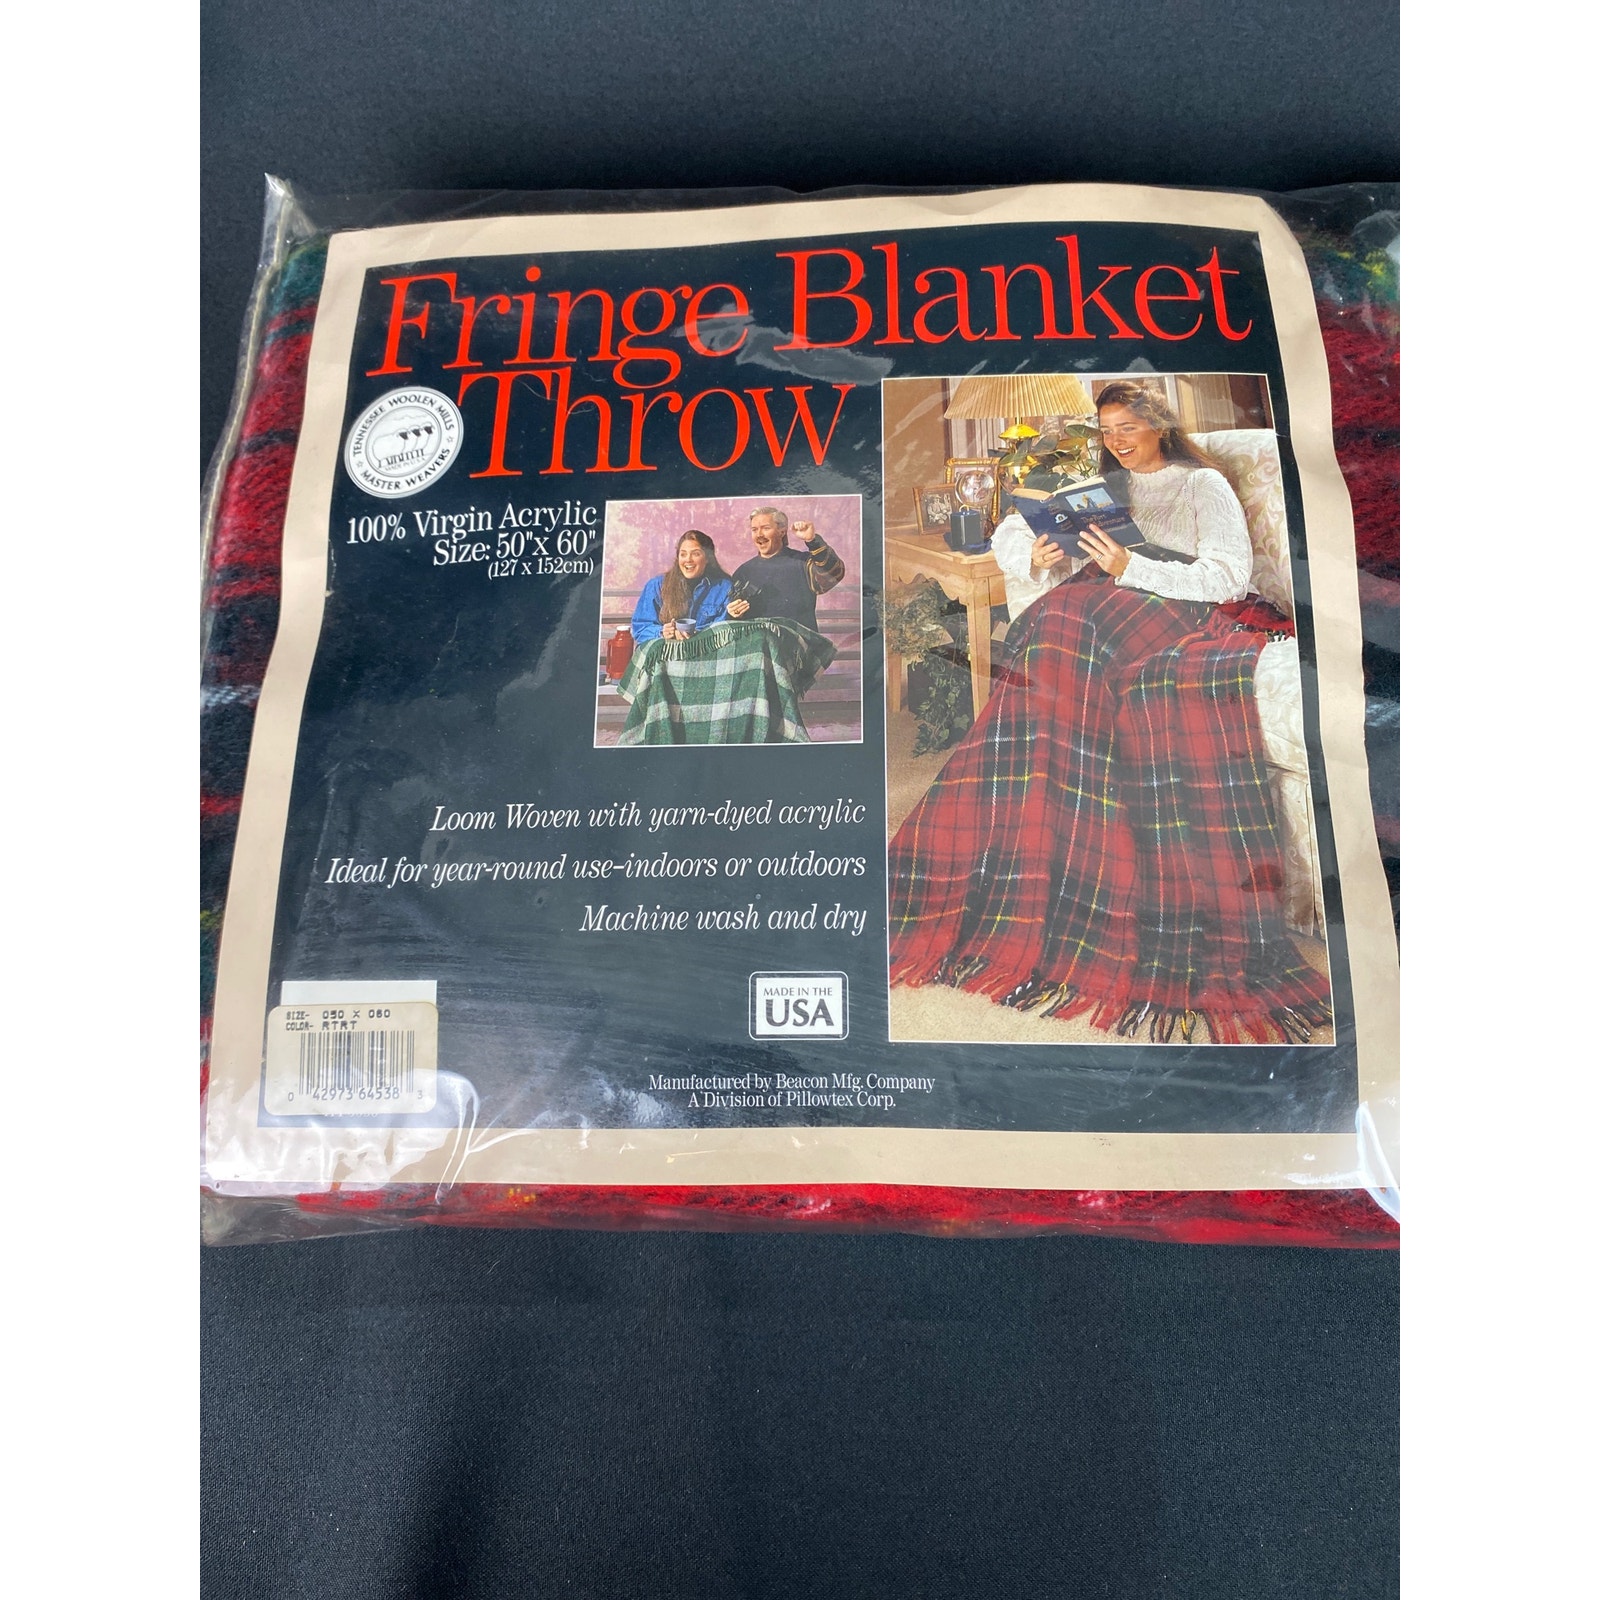 Fringe Blanket
Throw
TENNESSEE WOOLEN MILLS
MASTER WEAVERS
100% Virgin Acrylic
Size: 50"x 60"
(127 x 152cm)
Loom Woven with yarn-dyed acrylic
Ideal for year-round use-indoors or outdoors
Machine wash and dry
MADE IN THE
USA
SIZE- 050 X 060
COLOR- RTRT
0 42973 64538 3
Manufactured by Beacon Mfg. Company
A Division of Pillowtex Corp.